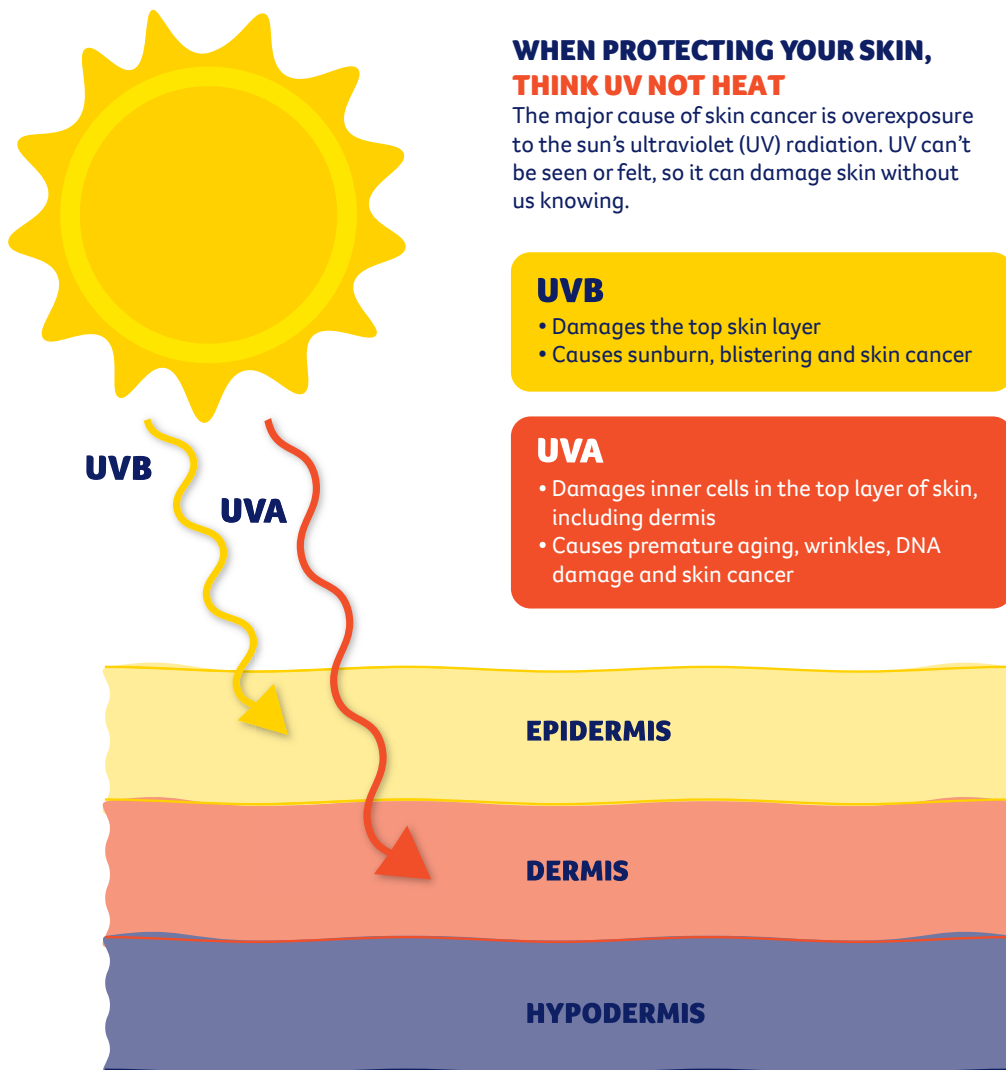 WHEN PROTECTING YOUR SKIN,
THINK UV NOT HEAT
The major cause of skin cancer is overexposure
to the sun's ultraviolet (UV) radiation. UV can't
be seen or felt, so it can damage skin without
us knowing.
UVB
• Damages the top skin layer
• Causes sunburn, blistering and skin cancer
UVA
• Damages inner cells in the top layer of skin,
including dermis
• Causes premature aging, wrinkles, DNA
damage and skin cancer
UVB
UVA
EPIDERMIS
DERMIS
HYPODERMIS